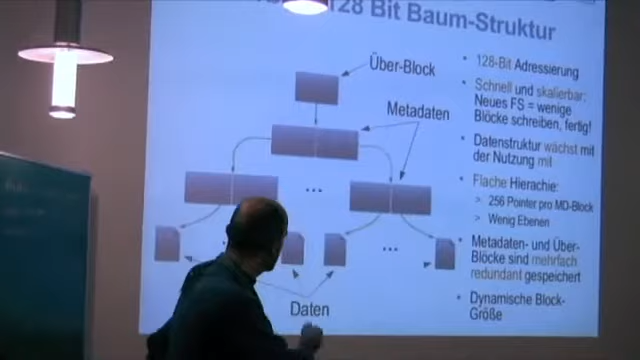 128 Bit Baum-Struktur
Über-Block
Metadaten
Daten
• 128-Bit Adressierung
• Schnell und skalierbar:
Neues FS = wenige
Blöcke schreiben, fertig!
• Datenstruktur wächst mit
der Nutzung mit
• Flache Hierarchie:
> 256 Pointer pro MD-Block
> Wenig Ebenen
• Metadaten- und Über-
Blöcke sind mehrfach
redundant gespeichert
• Dynamische Block-
Größe